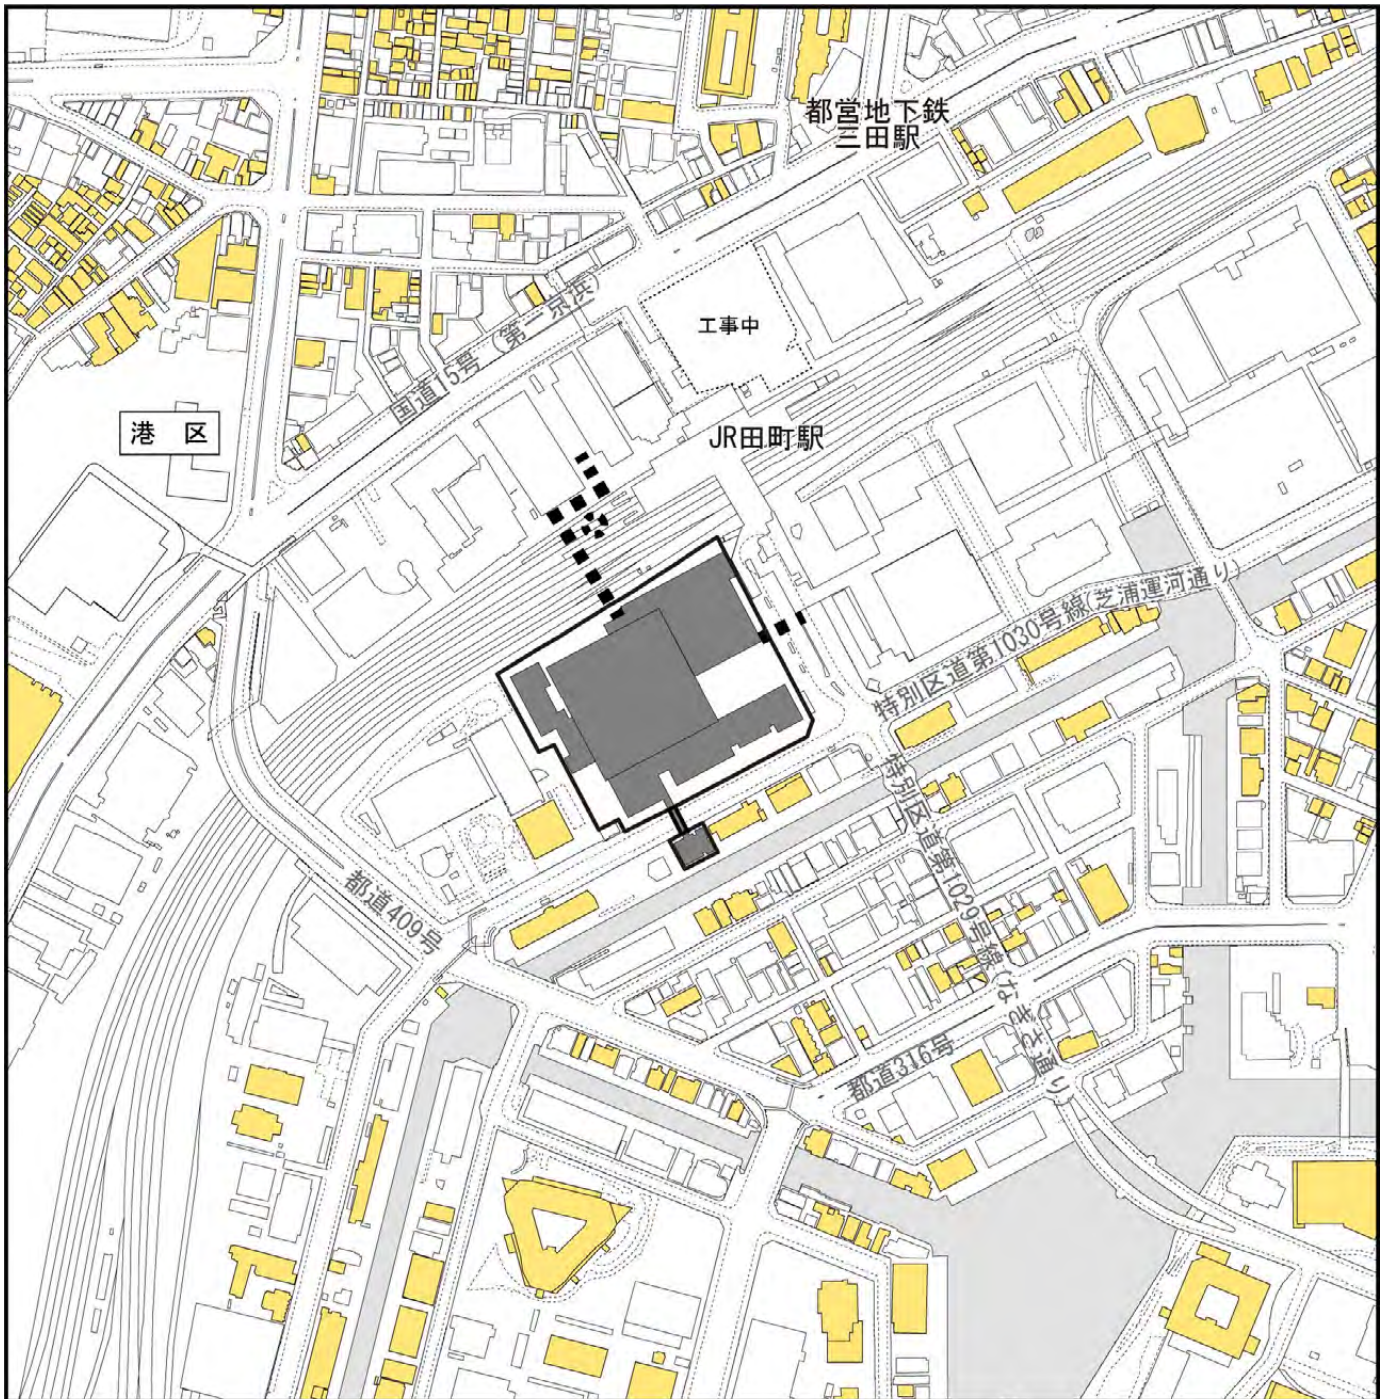 都営地下鉄
三田駅
国道15号（第一京浜）
工事中
港 区
JR田町駅
特別区道第1030号線(芝浦運河通り)
特別区道第1029号線（なぎさ通り）
都道409号
都道316号